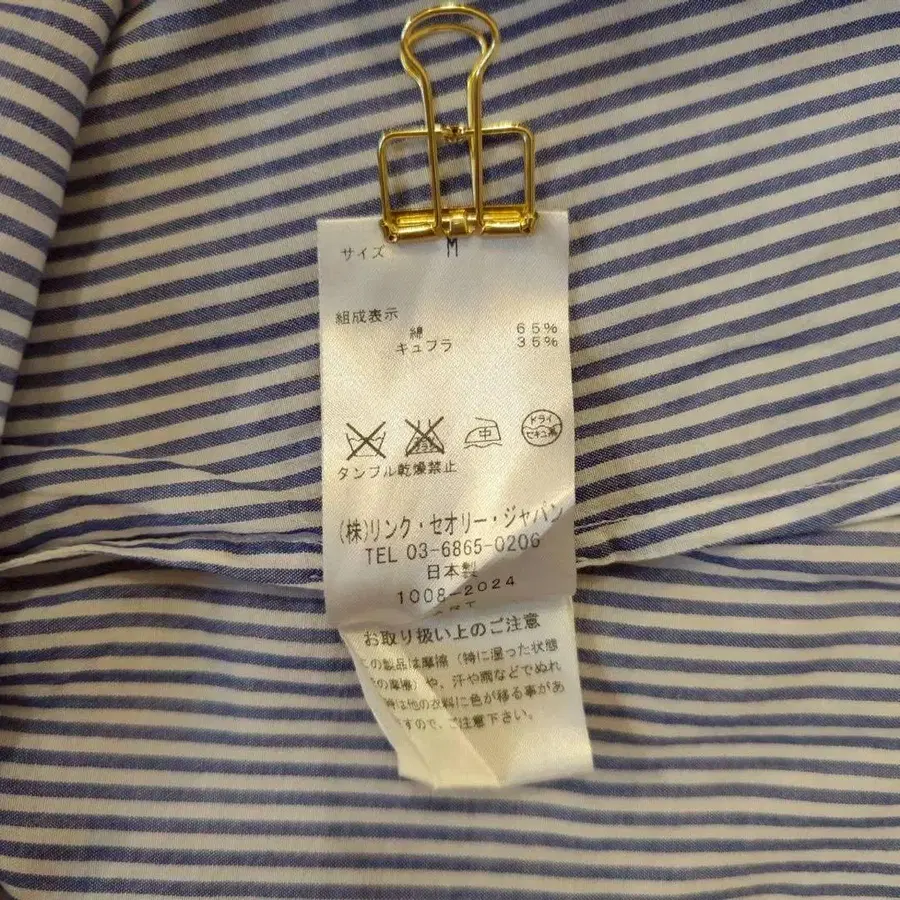 サイズ M
組成表示
綿 65%
キュプラ 35%
中 ドライ
セキユ系
タンブル乾燥禁止
(株)リンク・セオリー・ジャパン
TEL 03-6865-0206
日本製
1008-2024
お取り扱い上のご注意
の製品は摩擦(特に湿った状態
の摩擦)や、汗や雨などでぬれ
時は他の衣料に色が移る事があ
ますので、ご注意下さい。